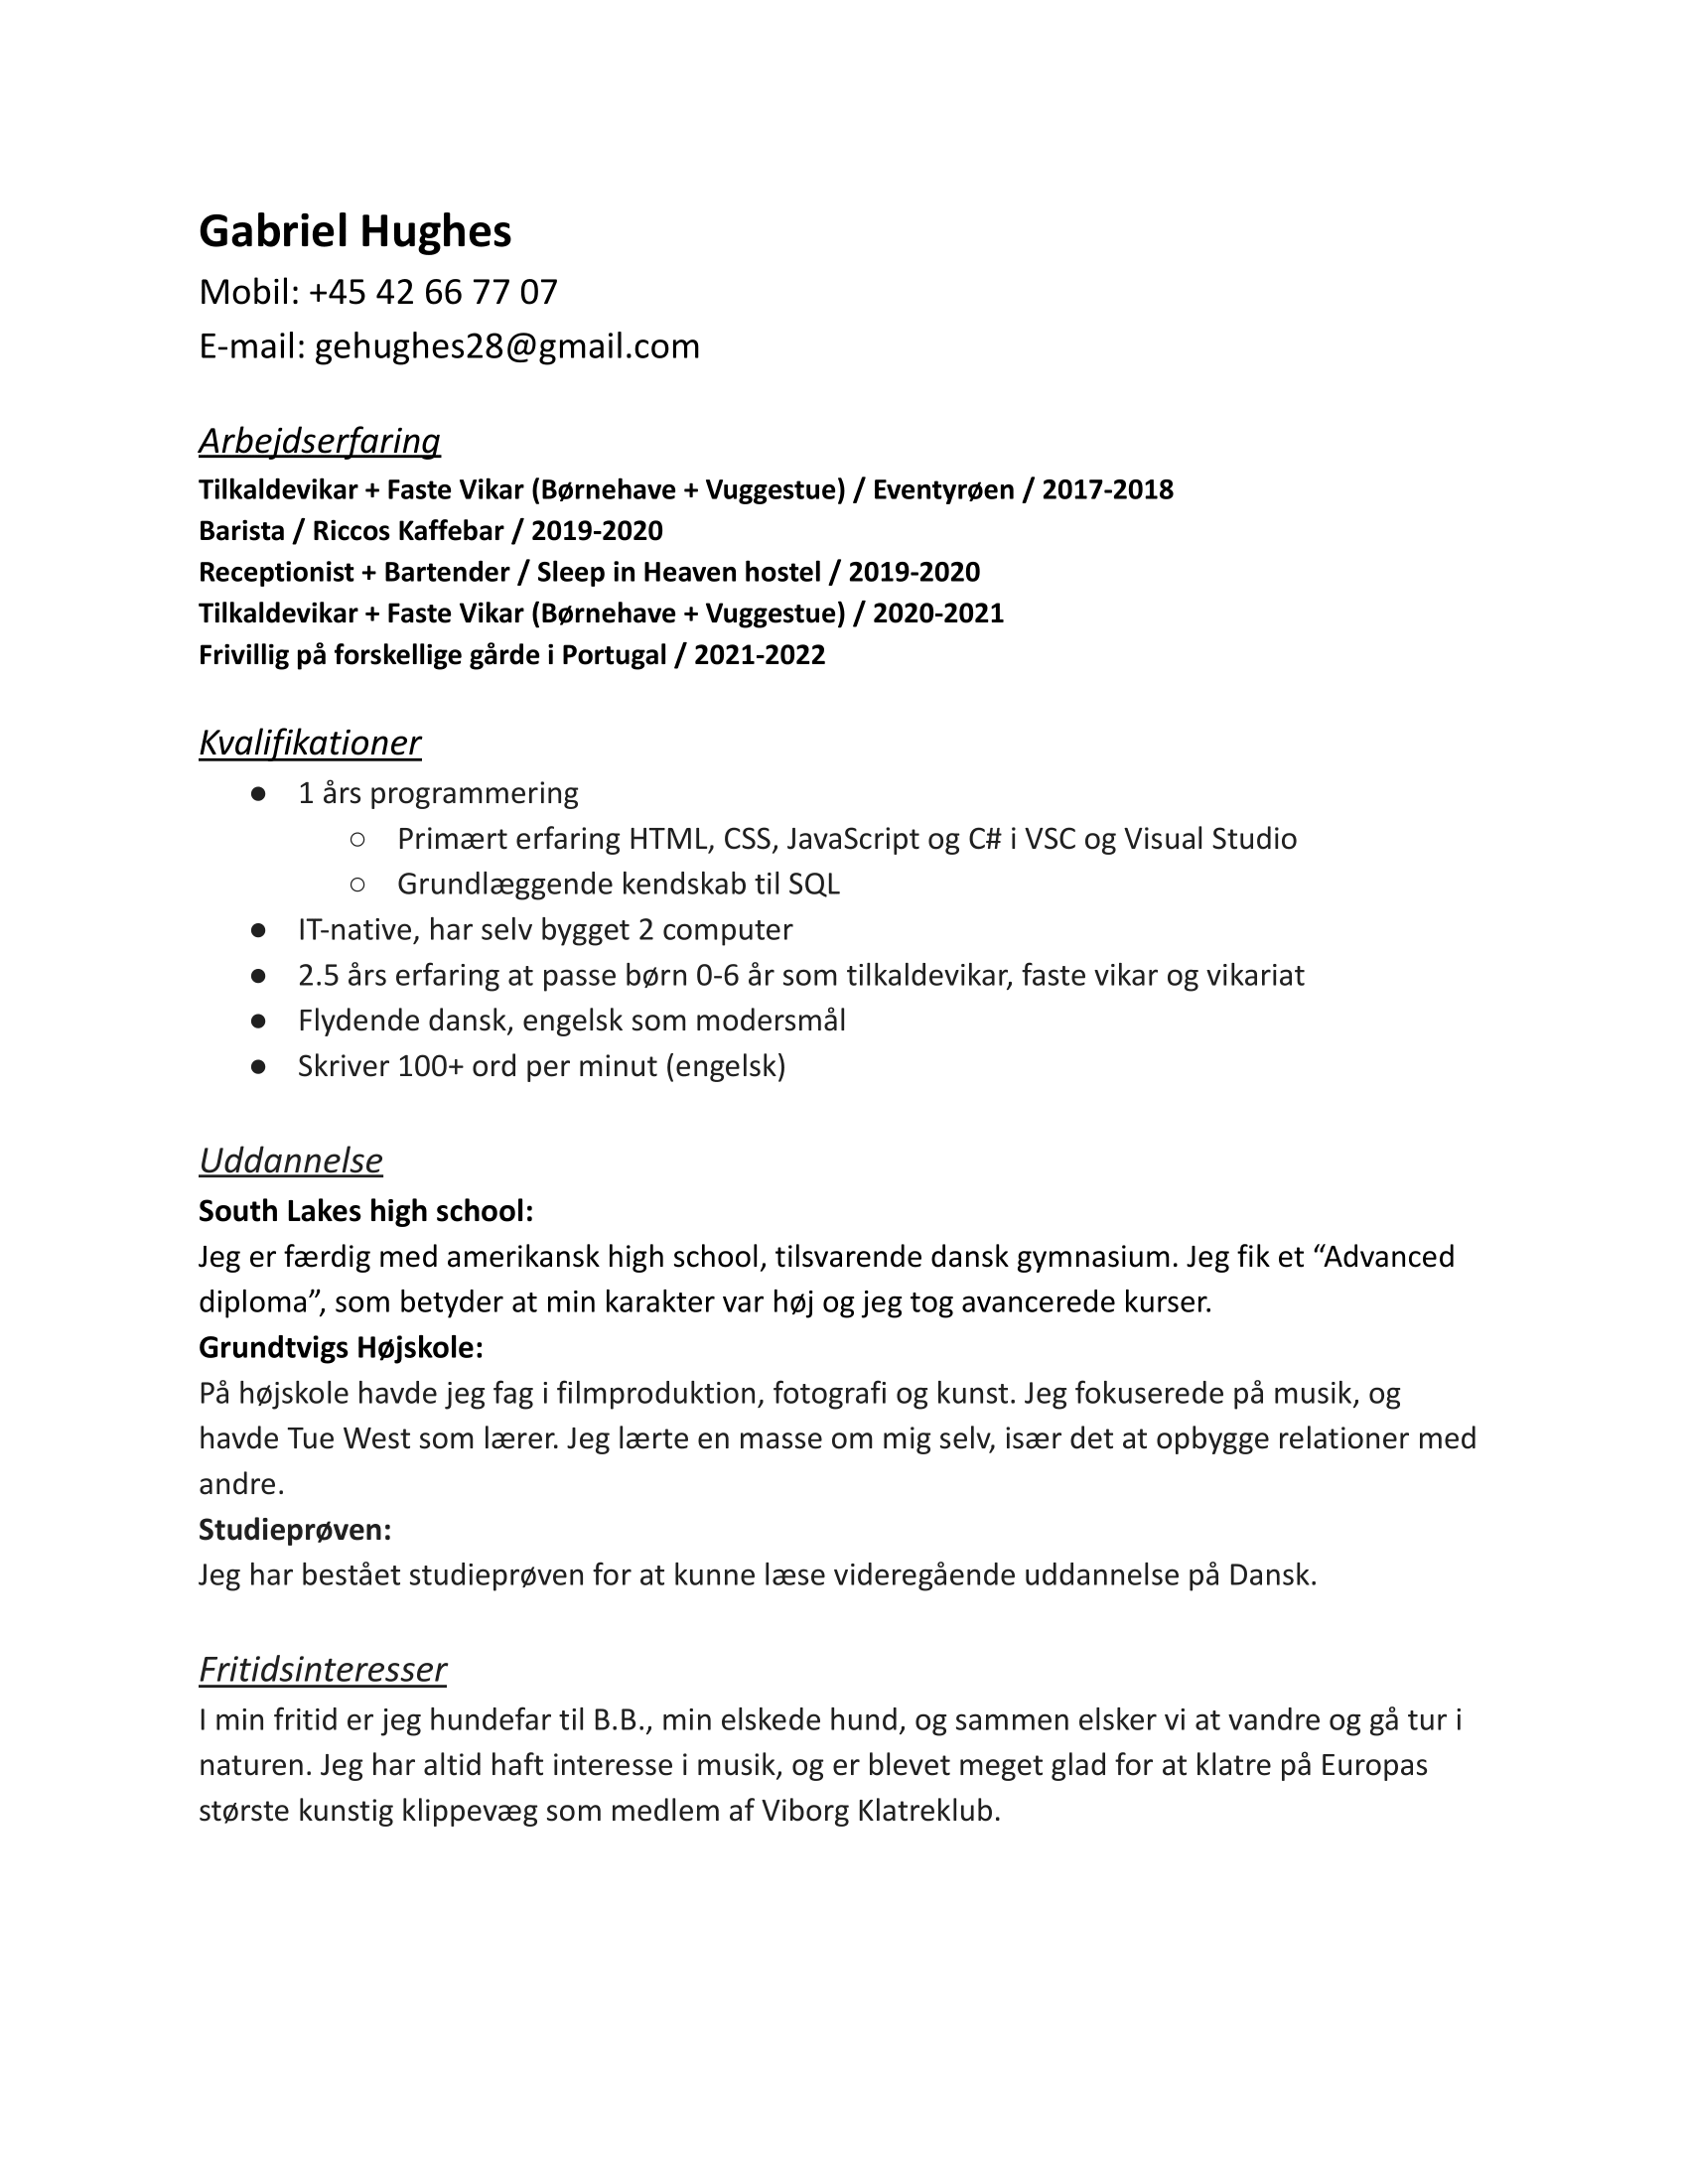 Gabriel Hughes
Mobil: +45 42 66 77 07
E-mail: gehughes28@gmail.com
Arbejdserfaring
Tilkaldevikar + Faste Vikar (Børnehave + Vuggestue) / Eventyrøen / 2017-2018
Barista / Riccos Kaffebar / 2019-2020
Receptionist + Bartender / Sleep in Heaven hostel / 2019-2020
Tilkaldevikar + Faste Vikar (Børnehave + Vuggestue) / 2020-2021
Frivillig på forskellige gårde i Portugal / 2021-2022
Kvalifikationer
● 1 års programmering
○ Primært erfaring HTML, CSS, JavaScript og C# i VSC og Visual Studio
○ Grundlæggende kendskab til SQL
● IT-native, har selv bygget 2 computer
● 2.5 års erfaring at passe børn 0-6 år som tilkaldevikar, faste vikar og vikariat
● Flydende dansk, engelsk som modersmål
● Skriver 100+ ord per minut (engelsk)
Uddannelse
South Lakes high school:
Jeg er færdig med amerikansk high school, tilsvarende dansk gymnasium. Jeg fik et “Advanced
diploma”, som betyder at min karakter var høj og jeg tog avancerede kurser.
Grundtvigs Højskole:
På højskole havde jeg fag i filmproduktion, fotografi og kunst. Jeg fokuserede på musik, og
havde Tue West som lærer. Jeg lærte en masse om mig selv, især det at opbygge relationer med
andre.
Studieprøven:
Jeg har bestået studieprøven for at kunne læse videregående uddannelse på Dansk.
Fritidsinteresser
I min fritid er jeg hundefar til B.B., min elskede hund, og sammen elsker vi at vandre og gå tur i
naturen. Jeg har altid haft interesse i musik, og er blevet meget glad for at klatre på Europas
største kunstig klippevæg som medlem af Viborg Klatreklub.